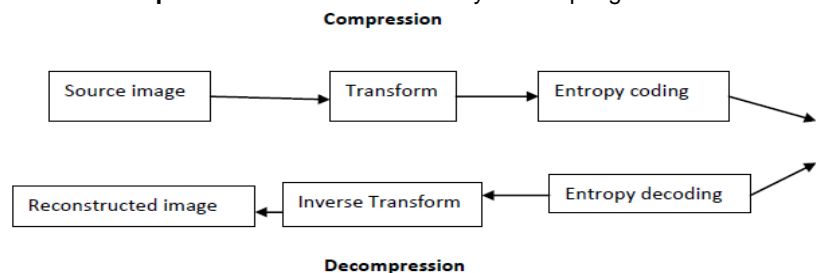 Compression
Source image
Transform
Entropy coding
Entropy decoding
Inverse Transform
Reconstructed image
Decompression